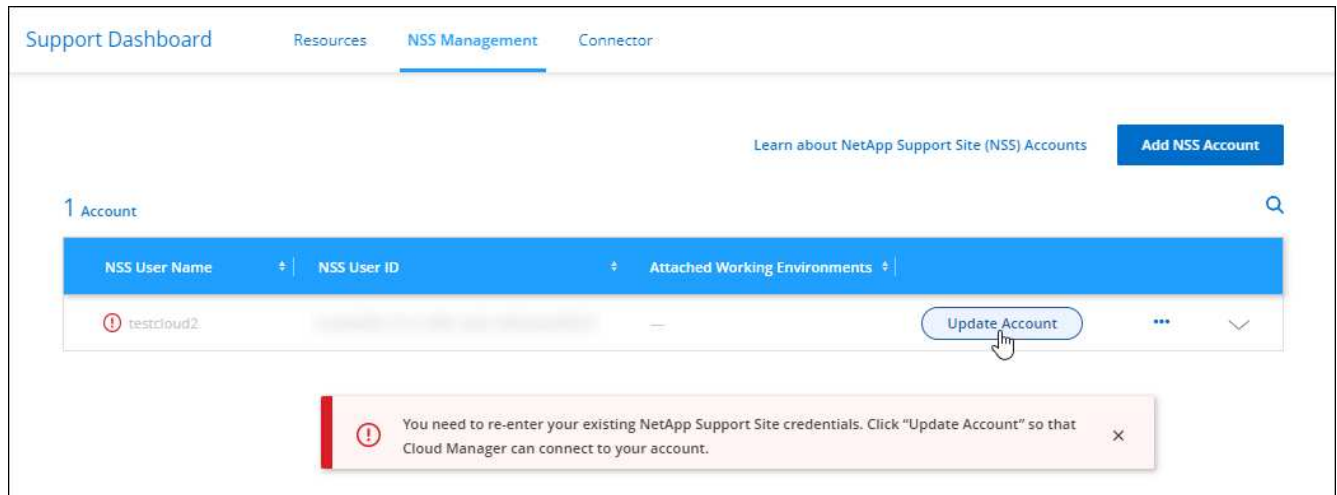 Support Dashboard Resources NSS Management Connector
Learn about NetApp Support Site (NSS) Accounts Add NSS Account
1 Account
NSS User Name NSS User ID Attached Working Environments
testcloud2 — Update Account
You need to re-enter your existing NetApp Support Site credentials. Click “Update Account” so that
Cloud Manager can connect to your account.